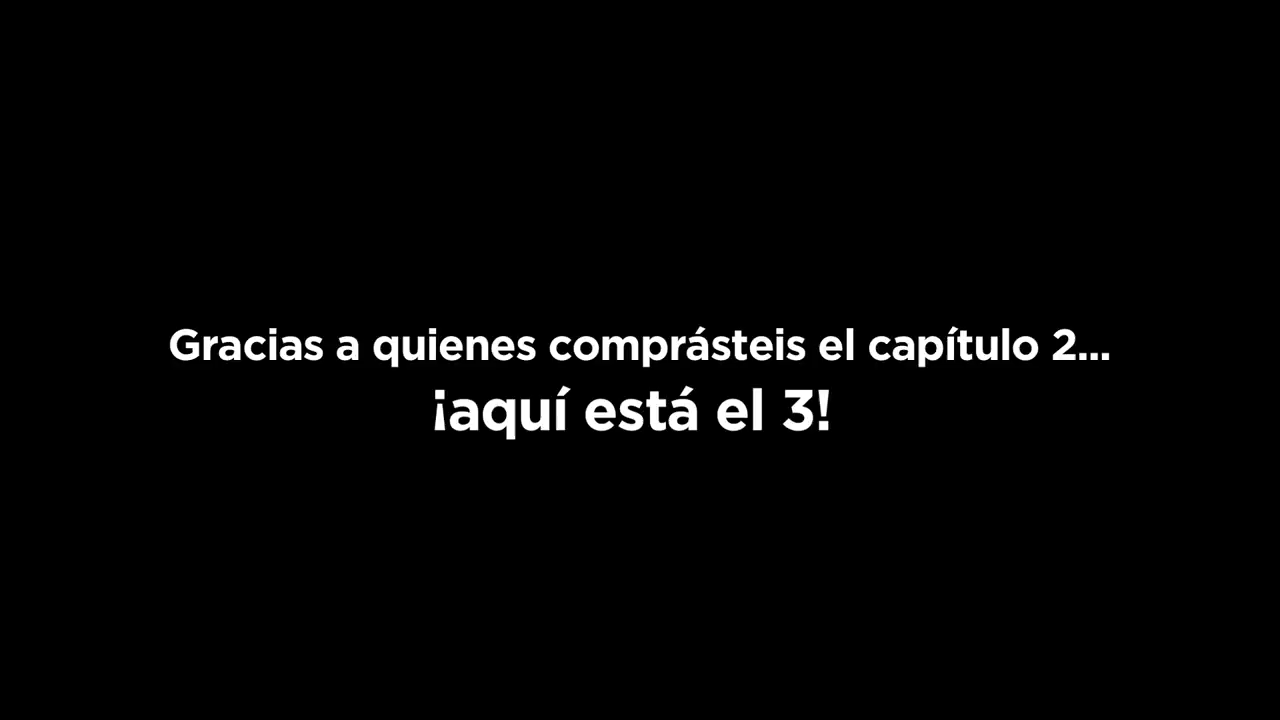 Gracias a quienes comprásteis el capítulo 2...
¡aquí está el 3!